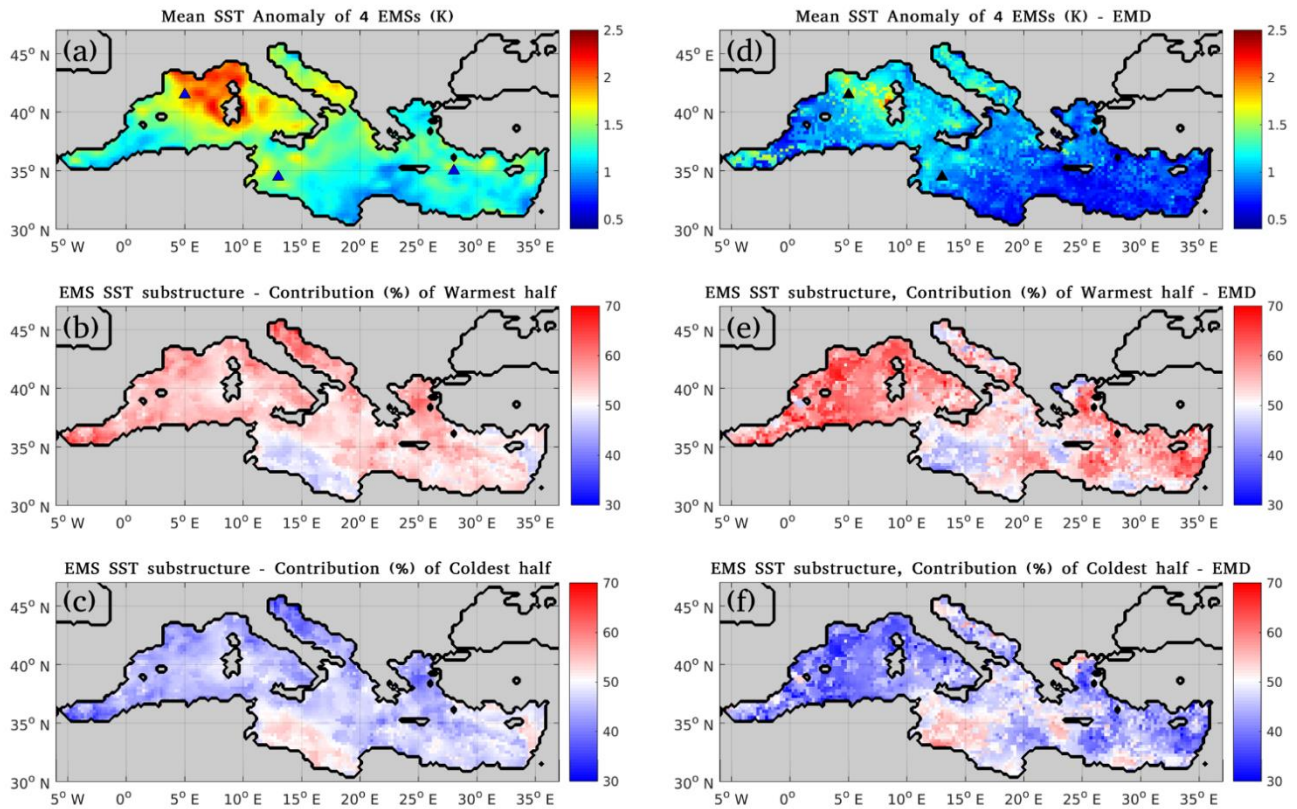 Mean SST Anomaly of 4 EMSs (K)
(a)
45° N
40° N
35° N
30° N
5° W 0° 5° E 10° E 15° E 20° E 25° E 30° E 35° E
2.5
2
1.5
1
0.5
Mean SST Anomaly of 4 EMSs (K) - EMD
(d)
45° E
40° N
35° N
30° N
5° W 0° 5° E 10° E 15° E 20° E 25° E 30° E 35° E
2.5
2
1.5
1
0.5
EMS SST substructure - Contribution (%) of Warmest half
(b)
45° N
40° N
35° N
30° N
5° W 0° 5° E 10° E 15° E 20° E 25° E 30° E 35° E
70
60
50
40
30
EMS SST substructure, Contribution (%) of Warmest half - EMD
(e)
45° N
40° N
35° N
30° N
5° W 0° 5° E 10° E 15° E 20° E 25° E 30° E 35° E
70
60
50
40
30
EMS SST substructure - Contribution (%) of Coldest half
(c)
45° N
40° N
35° N
30° N
5° W 0° 5° E 10° E 15° E 20° E 25° E 30° E 35° E
70
60
50
40
30
EMS SST substructure, Contribution (%) of Coldest half - EMD
(f)
45° N
40° N
35° N
30° N
5° W 0° 5° E 10° E 15° E 20° E 25° E 30° E 35° E
70
60
50
40
30